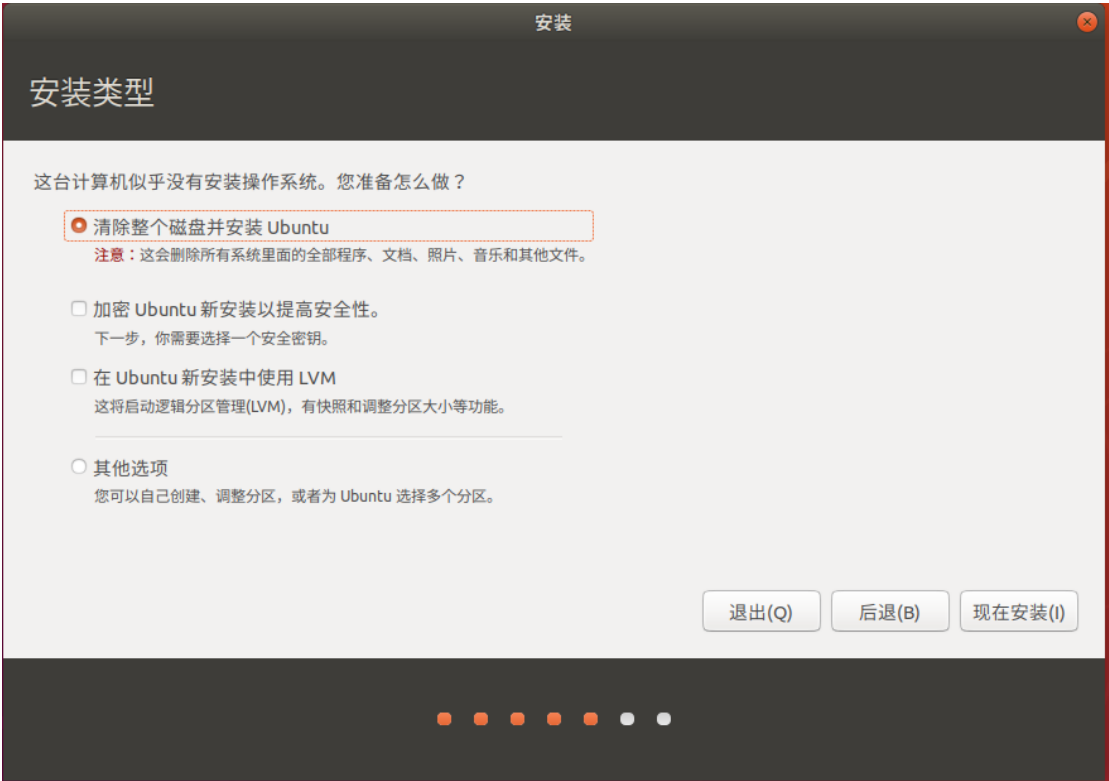 安装
安装类型
这台计算机似乎没有安装操作系统。您准备怎么做？
清除整个磁盘并安装 Ubuntu
注意：这会删除所有系统里面的全部程序、文档、照片、音乐和其他文件。
加密 Ubuntu 新安装以提高安全性。
下一步，你需要选择一个安全密钥。
在 Ubuntu 新安装中使用 LVM
这将启动逻辑分区管理(LVM)，有快照和调整分区大小等功能。
其他选项
您可以自己创建、调整分区，或者为 Ubuntu 选择多个分区。
退出(Q)
后退(B)
现在安装(I)